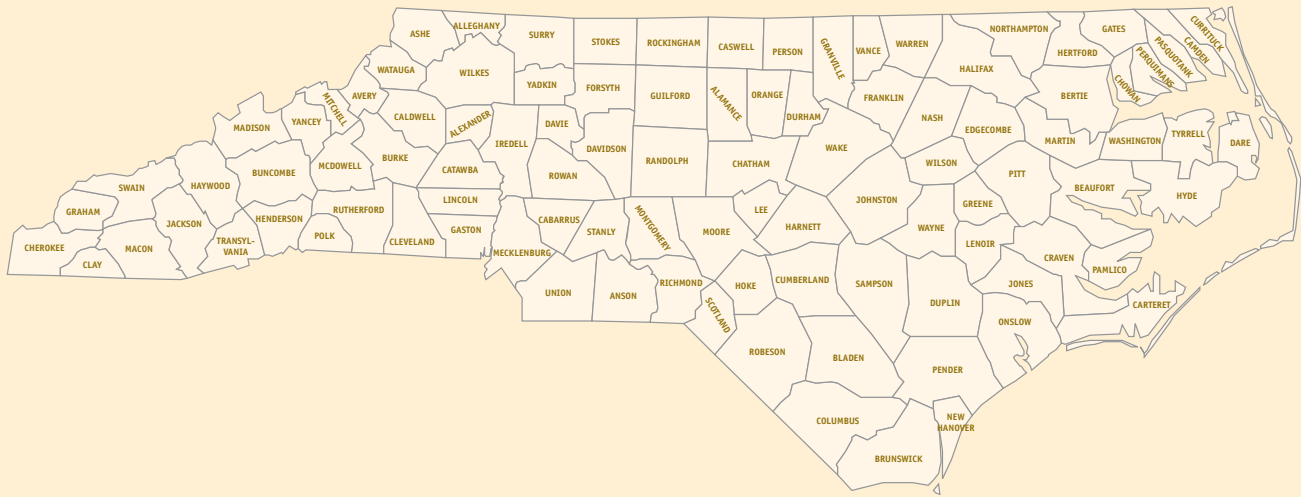 ALLEGHANY
ASHE
SURRY
STOKES
ROCKINGHAM
CASWELL
PERSON
GRANVILLE
VANCE
WARREN
NORTHAMPTON
GATES
CURRITUCK
CAMDEN
PASQUOTANK
PERQUIMANS
CHOWAN
HERTFORD
HALIFAX
WATAUGA
WILKES
YADKIN
FORSYTH
GUILFORD
ALAMANCE
ORANGE
DURHAM
FRANKLIN
NASH
EDGECOMBE
BERTIE
MARTIN
WASHINGTON
TYRRELL
DARE
MADISON
YANCEY
MITCHELL
AVERY
CALDWELL
ALEXANDER
IREDELL
DAVIE
DAVIDSON
RANDOLPH
CHATHAM
WAKE
WILSON
PITT
BEAUFORT
HYDE
SWAIN
HAYWOOD
BUNCOMBE
MCDOWELL
BURKE
CATAWBA
ROWAN
LINCOLN
GRAHAM
JACKSON
HENDERSON
RUTHERFORD
POLK
CLEVELAND
GASTON
CABARRUS
STANLY
MONTGOMERY
MOORE
LEE
HARNETT
JOHNSTON
WAYNE
GREENE
LENOIR
CRAVEN
PAMLICO
CHEROKEE
CLAY
MACON
TRANSYL-
VANIA
MECKLENBURG
UNION
ANSON
RICHMOND
SCOTLAND
HOKE
CUMBERLAND
SAMPSON
DUPLIN
JONES
ONSLOW
CARTERET
ROBESON
BLADEN
PENDER
COLUMBUS
NEW
HANOVER
BRUNSWICK